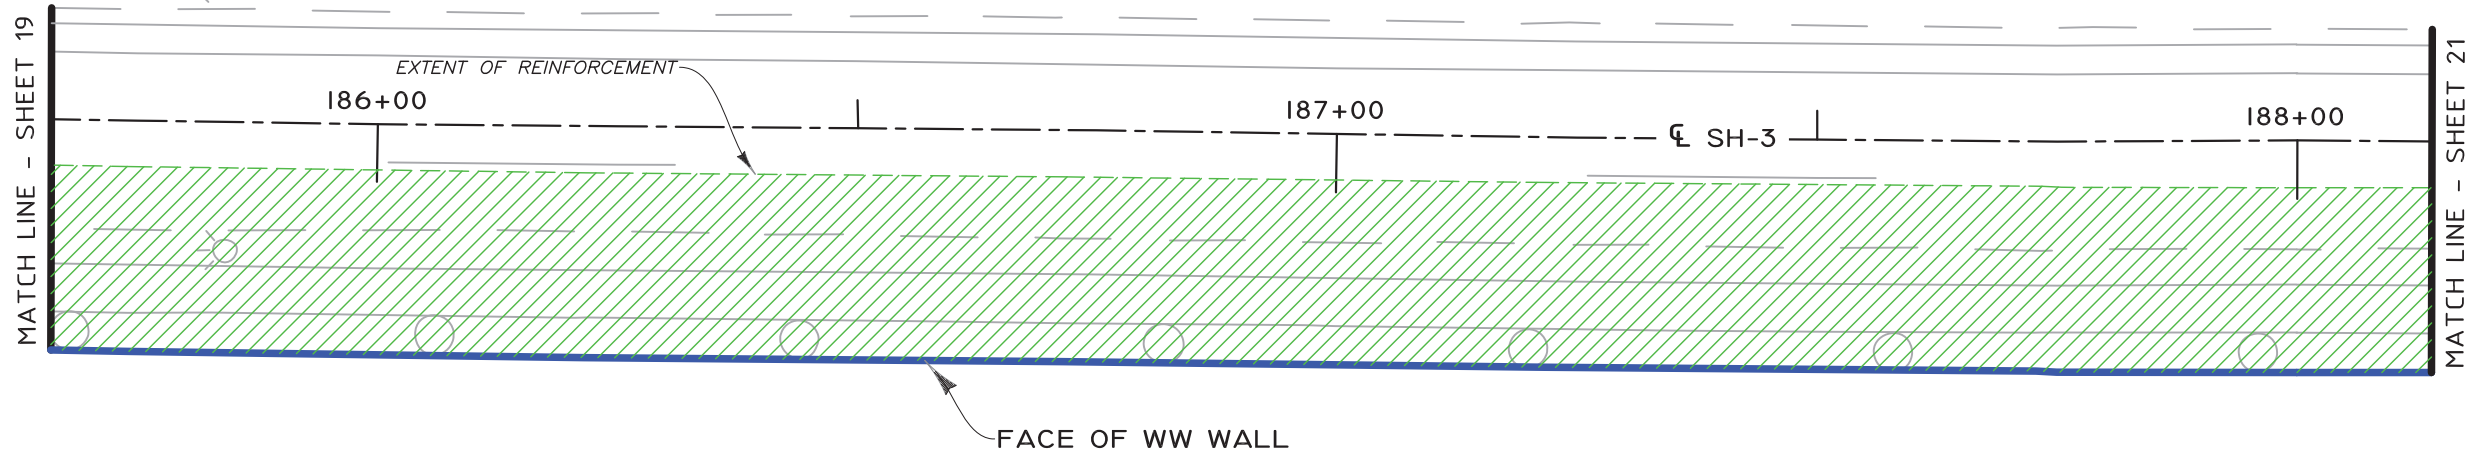 MATCH LINE - SHEET 19
EXTENT OF REINFORCEMENT
186+00
187+00
℄ SH-3
188+00
MATCH LINE - SHEET 21
FACE OF WW WALL